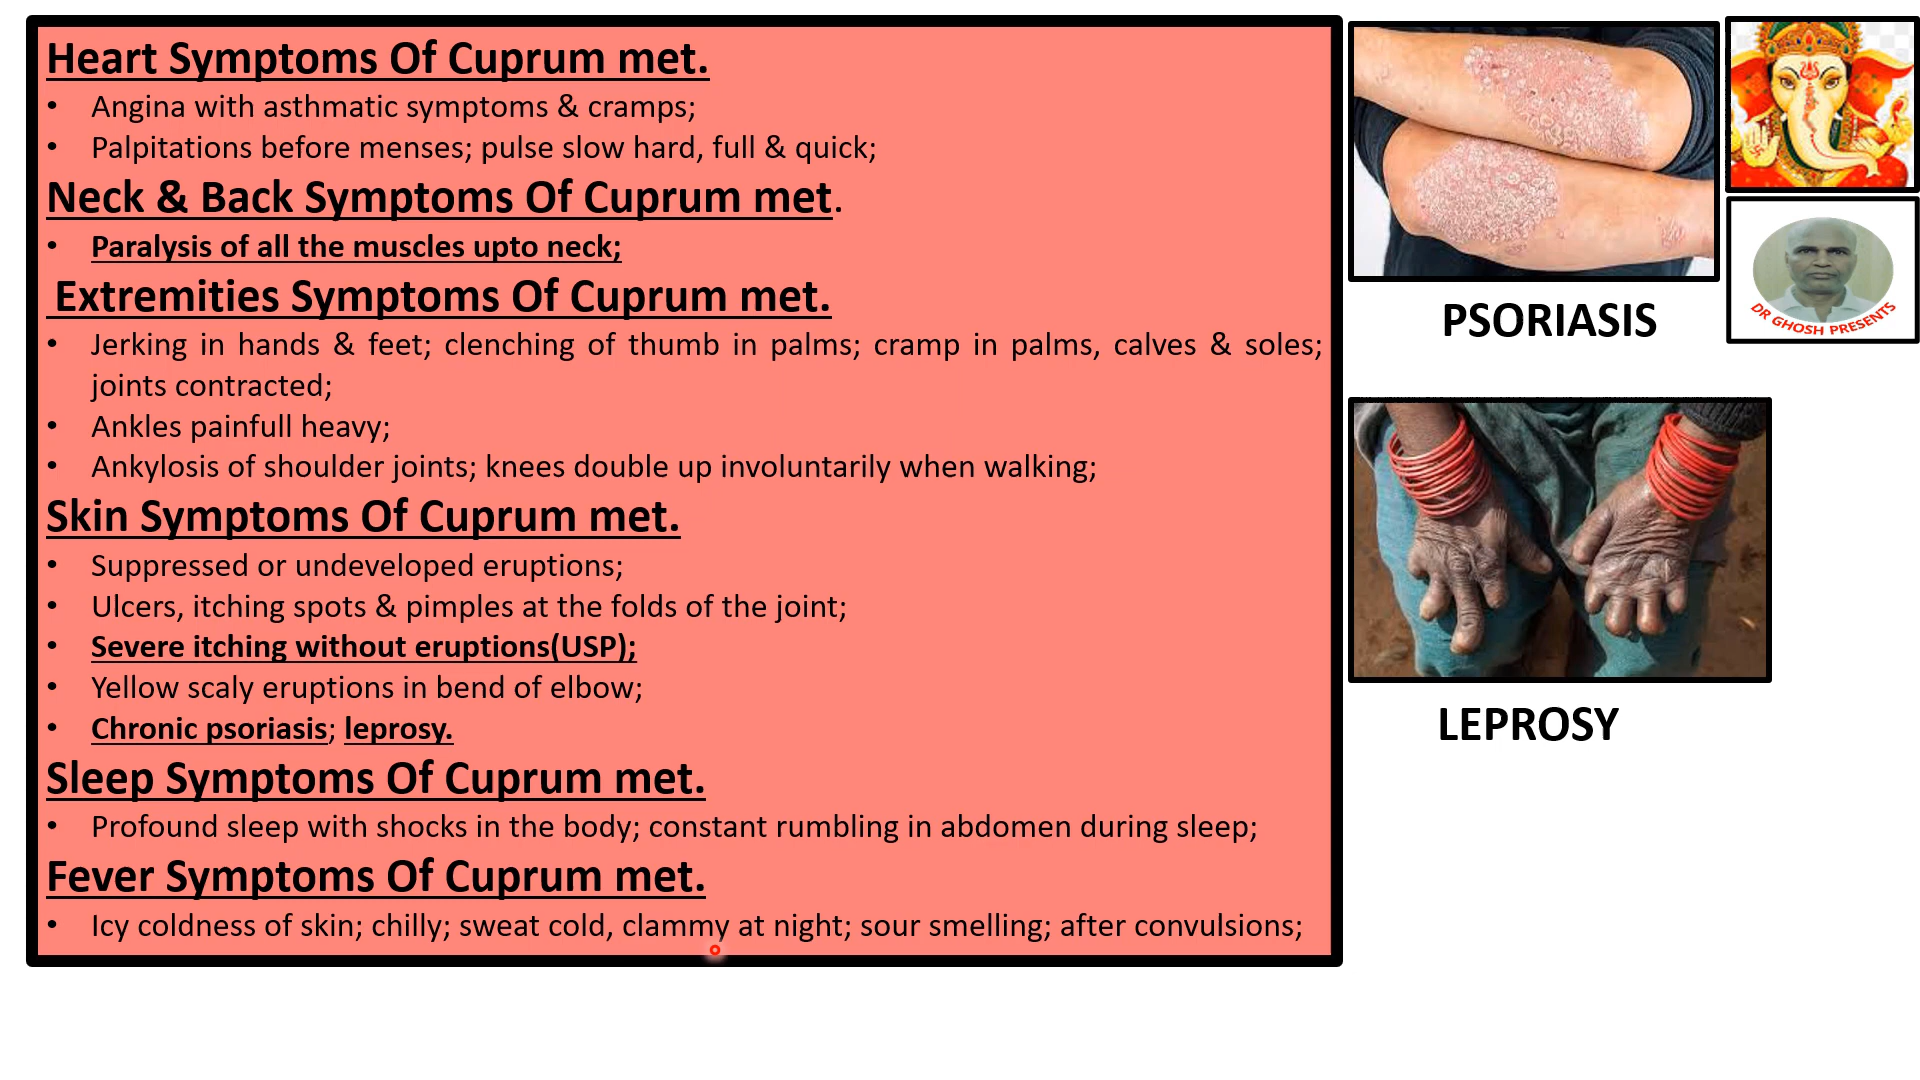 Heart Symptoms Of Cuprum met.
• Angina with asthmatic symptoms & cramps;
• Palpitations before menses; pulse slow hard, full & quick;
Neck & Back Symptoms Of Cuprum met.
• Paralysis of all the muscles upto neck;
Extremities Symptoms Of Cuprum met.
• Jerking in hands & feet; clenching of thumb in palms; cramp in palms, calves & soles;
joints contracted;
• Ankles painfull heavy;
• Ankylosis of shoulder joints; knees double up involuntarily when walking;
Skin Symptoms Of Cuprum met.
• Suppressed or undeveloped eruptions;
• Ulcers, itching spots & pimples at the folds of the joint;
• Severe itching without eruptions(USP);
• Yellow scaly eruptions in bend of elbow;
• Chronic psoriasis; leprosy.
Sleep Symptoms Of Cuprum met.
• Profound sleep with shocks in the body; constant rumbling in abdomen during sleep;
Fever Symptoms Of Cuprum met.
• Icy coldness of skin; chilly; sweat cold, clammy at night; sour smelling; after convulsions;
PSORIASIS
DR GHOSH PRESENTS
LEPROSY